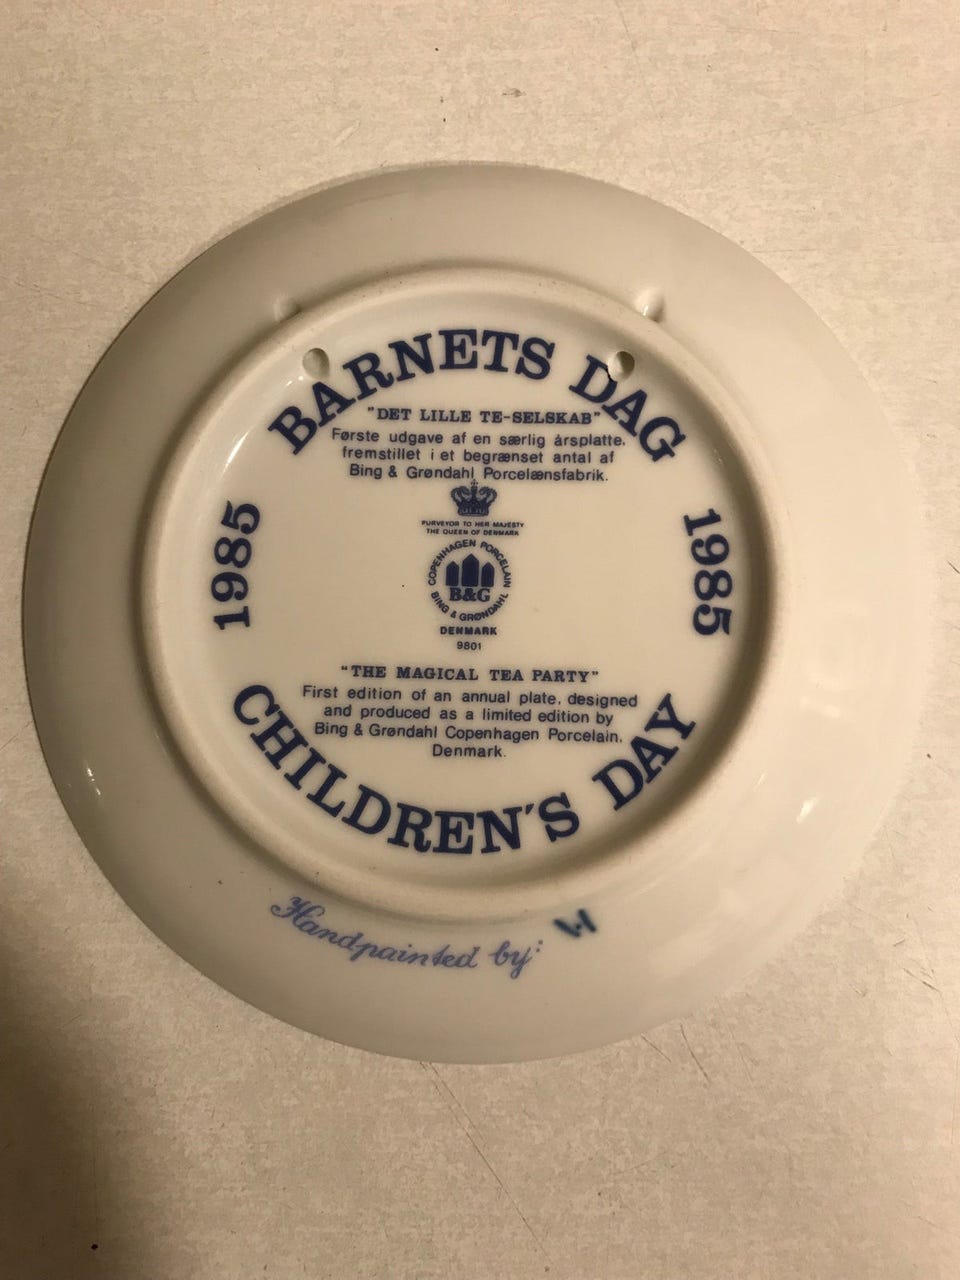 BARNETS DAG
"DET LILLE TE-SELSKAB"
Første udgave af en særlig årsplatte,
fremstillet i et begrænset antal af
Bing & Grøndahl Porcelænsfabrik.
1985
1985
PURVEYOR TO HER MAJESTY
THE QUEEN OF DENMARK
COPENHAGEN PORCELAIN
B&G
BING & GRØNDAHL
DENMARK
9801
"THE MAGICAL TEA PARTY"
First edition of an annual plate, designed
and produced as a limited edition by
Bing & Grøndahl Copenhagen Porcelain,
Denmark.
CHILDREN'S DAY
Handpainted by: